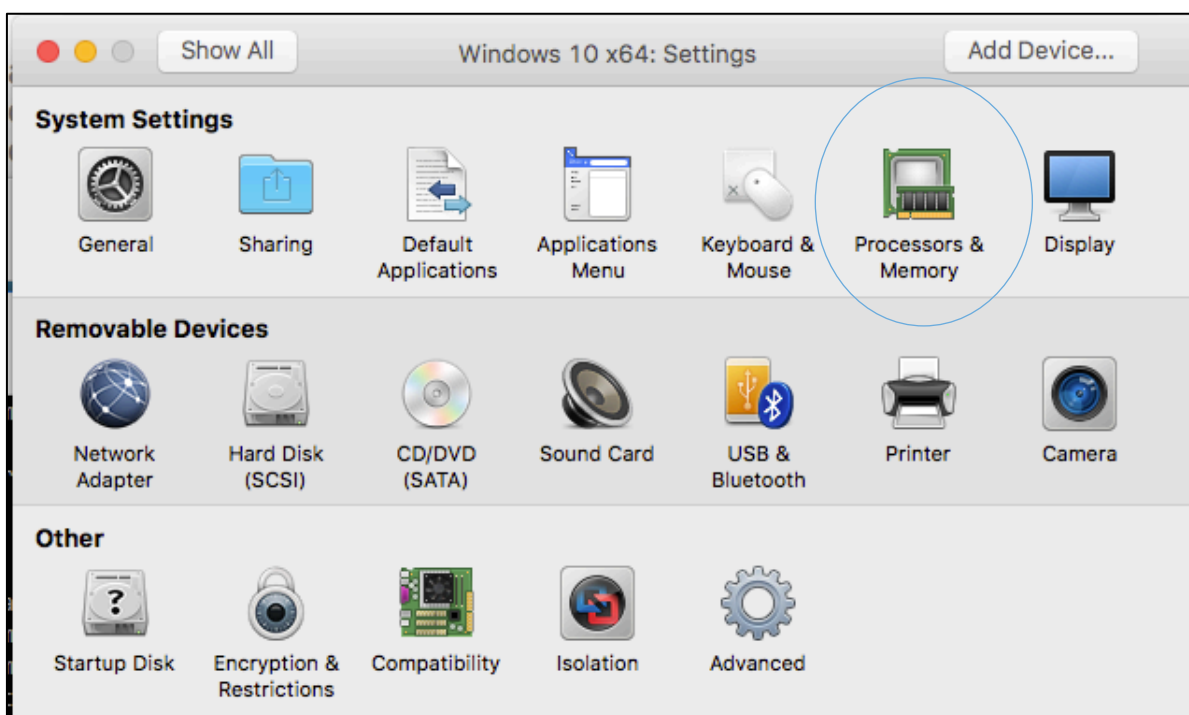 Show All
Windows 10 x64: Settings
Add Device...
System Settings
General
Sharing
Default
Applications
Applications
Menu
Keyboard &
Mouse
Processors &
Memory
Display
Removable Devices
Network
Adapter
Hard Disk
(SCSI)
CD/DVD
(SATA)
Sound Card
USB &
Bluetooth
Printer
Camera
Other
?
Startup Disk
Encryption &
Restrictions
Compatibility
Isolation
Advanced